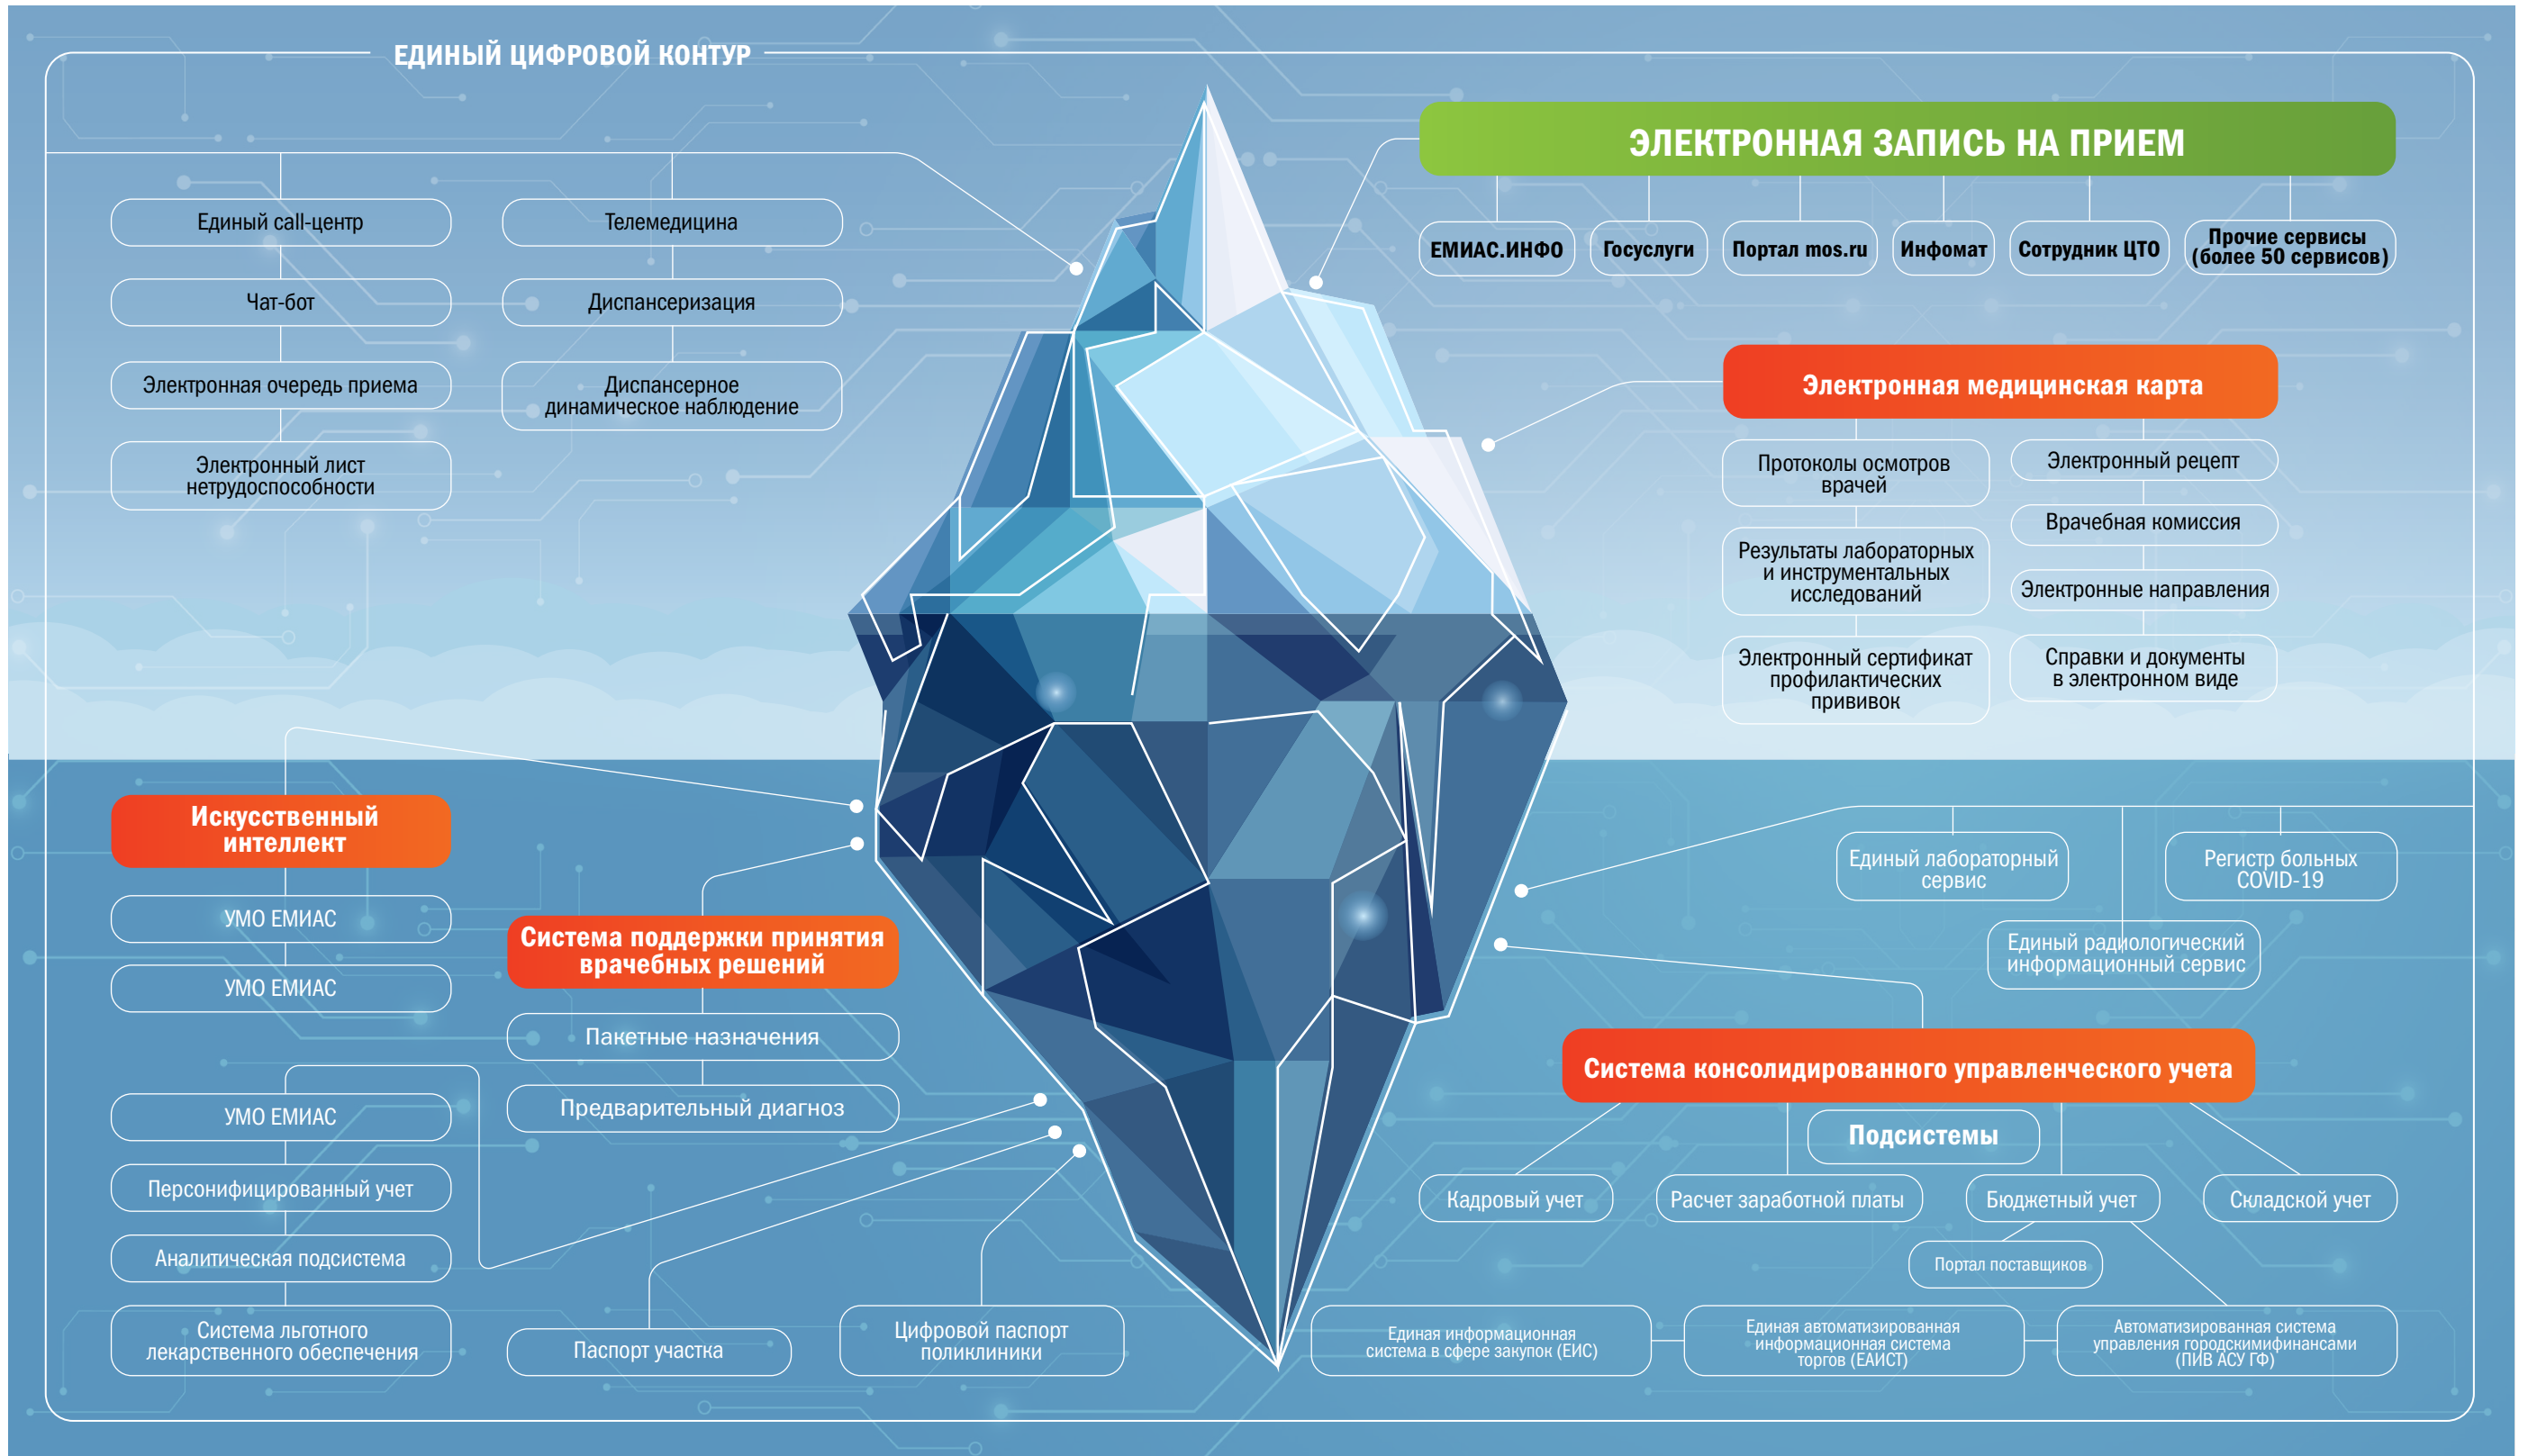 ЕДИНЫЙ ЦИФРОВОЙ КОНТУР
Единый call-центр
Чат-бот
Электронная очередь приема
Электронный лист
нетрудоспособности
Телемедицина
Диспансеризация
Диспансерное
динамическое наблюдение
ЭЛЕКТРОННАЯ ЗАПИСЬ НА ПРИЕМ
ЕМИАС.ИНФО
Госуслуги
Портал mos.ru
Инфомат
Сотрудник ЦТО
Прочие сервисы
(более 50 сервисов)
Электронная медицинская карта
Протоколы осмотров
врачей
Результаты лабораторных
и инструментальных
исследований
Электронный сертификат
профилактических
прививок
Электронный рецепт
Врачебная комиссия
Электронные направления
Справки и документы
в электронном виде
Искусственный
интеллект
УМО ЕМИАС
УМО ЕМИАС
Система поддержки принятия
врачебных решений
Пакетные назначения
Предварительный диагноз
УМО ЕМИАС
Персонифицированный учет
Аналитическая подсистема
Система льготного
лекарственного обеспечения
Паспорт участка
Цифровой паспорт
поликлиники
Единый лабораторный
сервис
Регистр больных
COVID-19
Единый радиологический
информационный сервис
Система консолидированного управленческого учета
Подсистемы
Кадровый учет
Расчет заработной платы
Бюджетный учет
Складской учет
Портал поставщиков
Единая информационная
система в сфере закупок (ЕИС)
Единая автоматизированная
информационная система
торгов (ЕАИСТ)
Автоматизированная система
управления городскимифинансами
(ПИВ АСУ ГФ)